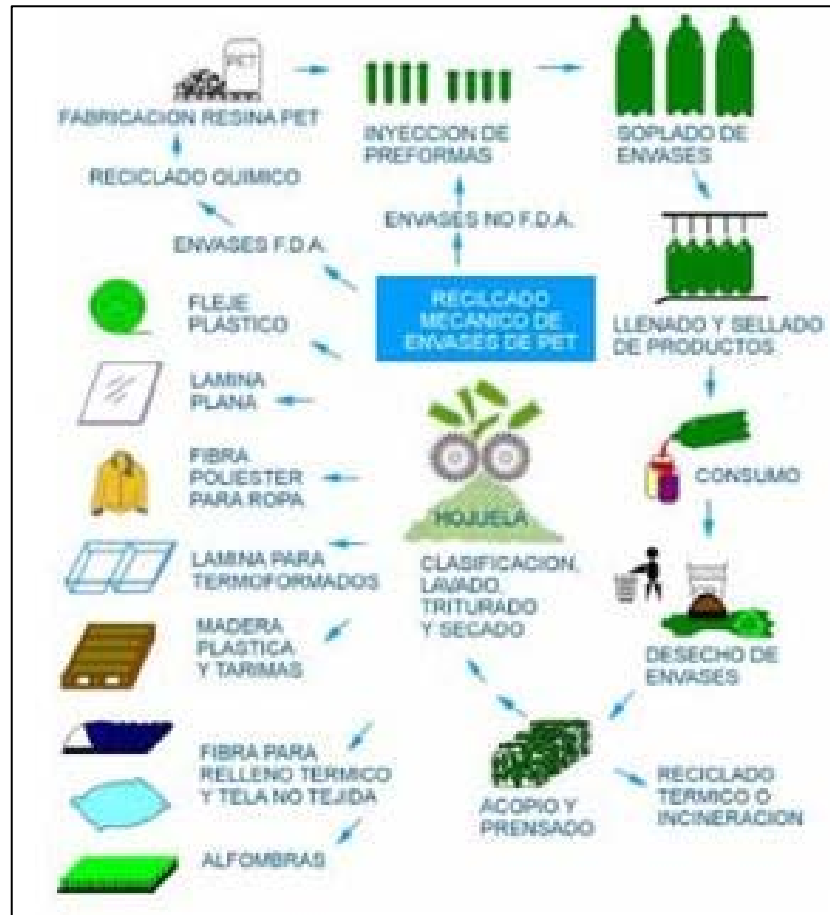 PET
FABRICACION RESINA PET
INYECCION DE
PREFORMAS
SOPLADO DE
ENVASES
RECICLADO QUIMICO
ENVASES F.D.A.
ENVASES NO F.D.A.
RECILCADO
MECANICO DE
ENVASES DE PET
LLENADO Y SELLADO
DE PRODUCTOS
FLEJE
PLASTICO
LAMINA
PLANA
FIBRA
POLIESTER
PARA ROPA
LAMINA PARA
TERMOFORMADOS
MADERA
PLASTICA
Y TARIMAS
FIBRA PARA
RELLENO TERMICO
Y TELA NO TEJIDA
ALFOMBRAS
HOJUELA
CLASIFICACION,
LAVADO,
TRITURADO
Y SECADO
CONSUMO
DESECHO DE
ENVASES
ACOPIO Y
PRENSADO
RECICLADO
TERMICO O
INCINERACION